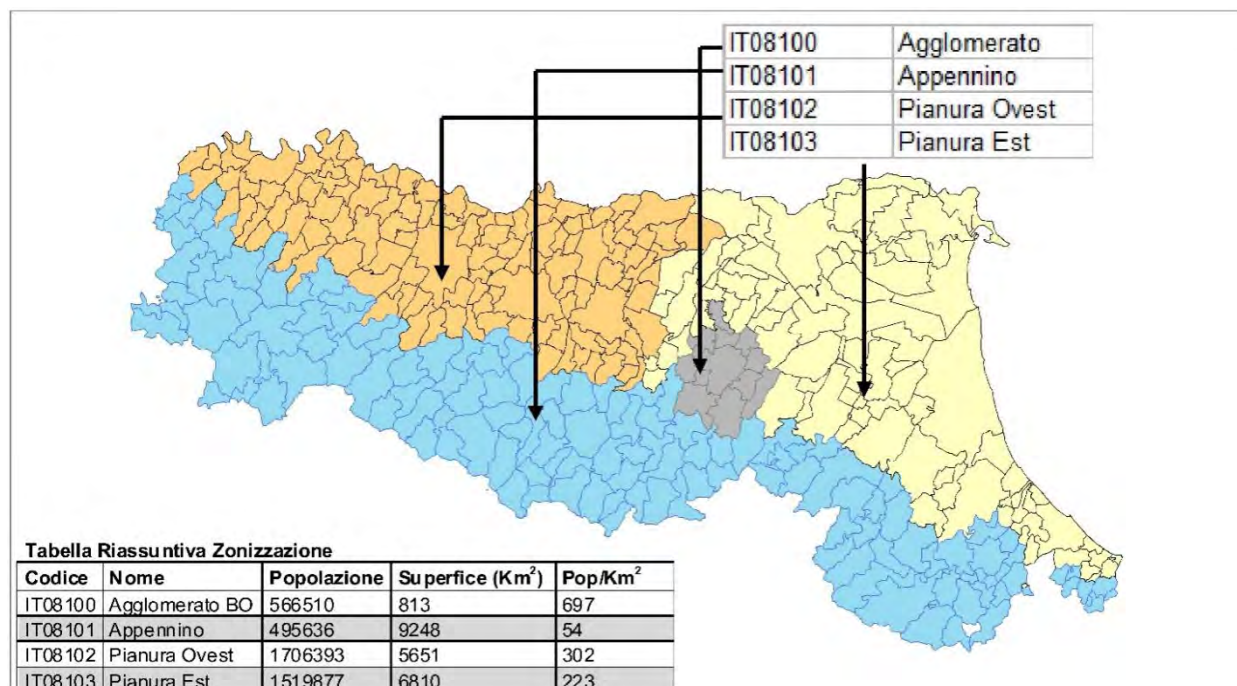 IT08100 Agglomerato
IT08101 Appennino
IT08102 Pianura Ovest
IT08103 Pianura Est
Tabella Riassuntiva Zonizzazione
Codice Nome Popolazione Superfice (Km²) Pop/Km²
IT08100 Agglomerato BO 566510 813 697
IT08101 Appennino 495636 9248 54
IT08102 Pianura Ovest 1706393 5651 302
IT08103 Pianura Est 1519877 6810 223